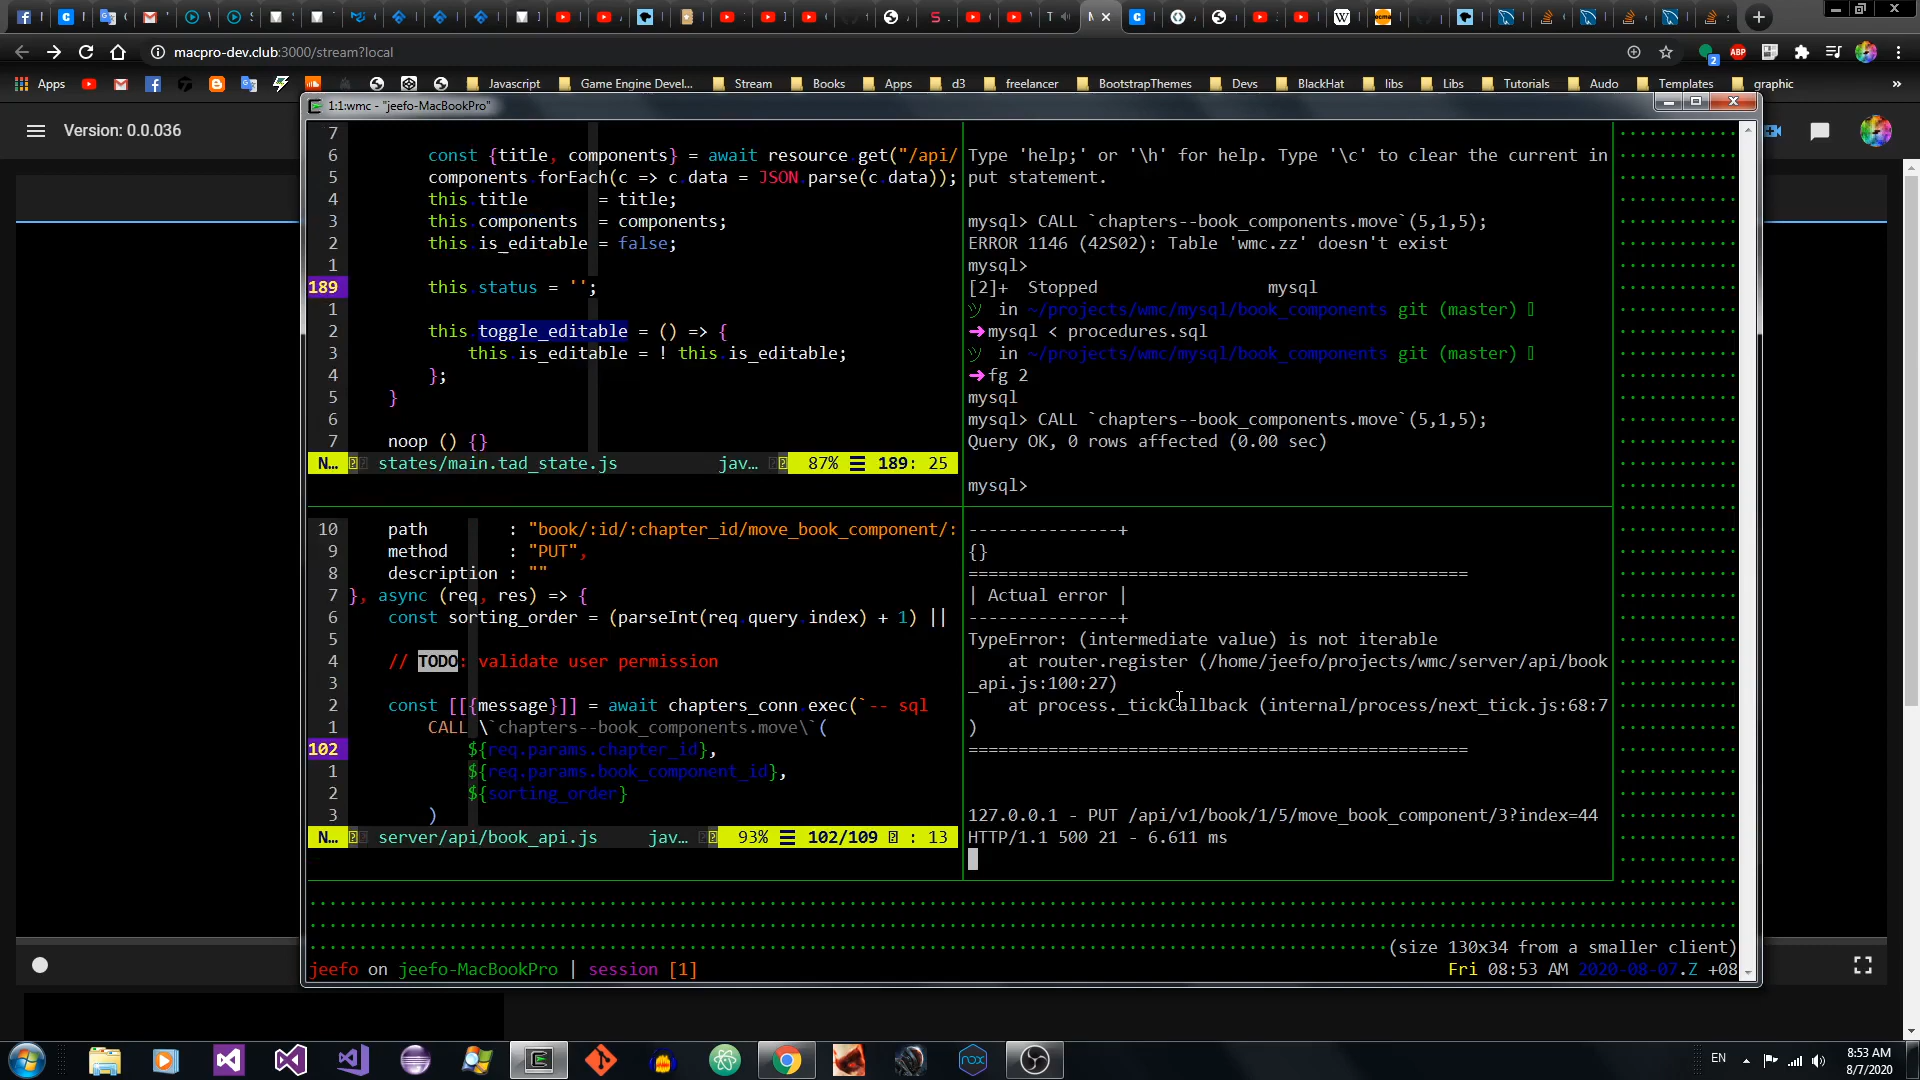 macpro-dev.club:3000/stream?local
Apps
Javascript
Game Engine Devel...
Stream
Books
Apps
d3
freelancer
BootstrapThemes
Devs
BlackHat
libs
Libs
Tutorials
Audo
Templates
graphic
»
Version: 0.0.036
1:1:wmc - "jeefo-MacBookPro"
7
6 const {title, components} = await resource.get("/api/
5 components.forEach(c => c.data = JSON.parse(c.data));
4 this.title = title;
3 this.components = components;
2 this.is_editable = false;
1
189 this.status = '';
1
2 this.toggle_editable = () => {
3 this.is_editable = ! this.is_editable;
4 };
5 }
6
7 noop () {}
N... states/main.tad_state.js jav... 87% ☰ 189: 25
Type 'help;' or '\h' for help. Type '\c' to clear the current in
put statement.
mysql> CALL `chapters--book_components.move`(5,1,5);
ERROR 1146 (42S02): Table 'wmc.zz' doesn't exist
mysql>
[2]+ Stopped mysql
ツ in ~/projects/wmc/mysql/book_components git (master)
➜mysql < procedures.sql
ツ in ~/projects/wmc/mysql/book_components git (master)
➜fg 2
mysql
mysql> CALL `chapters--book_components.move`(5,1,5);
Query OK, 0 rows affected (0.00 sec)
mysql>
10 path : "book/:id/:chapter_id/move_book_component/:
9 method : "PUT",
8 description : ""
7 }, async (req, res) => {
6 const sorting_order = (parseInt(req.query.index) + 1) ||
5
4 // TODO: validate user permission
3
2 const [[{message}]] = await chapters_conn.exec(`-- sql
1 CALL \`chapters--book_components.move\`(
102 ${req.params.chapter_id},
1 ${req.params.book_component_id},
2 ${sorting_order}
3 )
N... server/api/book_api.js jav... 93% ☰ 102/109 : 13
---------------+
{}
==================================================
| Actual error |
---------------+
TypeError: (intermediate value) is not iterable
at router.register (/home/jeefo/projects/wmc/server/api/book
_api.js:100:27)
at process._tickCallback (internal/process/next_tick.js:68:7
)
==================================================
127.0.0.1 - PUT /api/v1/book/1/5/move_book_component/3?index=44
HTTP/1.1 500 21 - 6.611 ms
(size 130x34 from a smaller client)
jeefo on jeefo-MacBookPro | session [1]
Fri 08:53 AM 2020-08-07.Z +08
EN
8:53 AM
8/7/2020